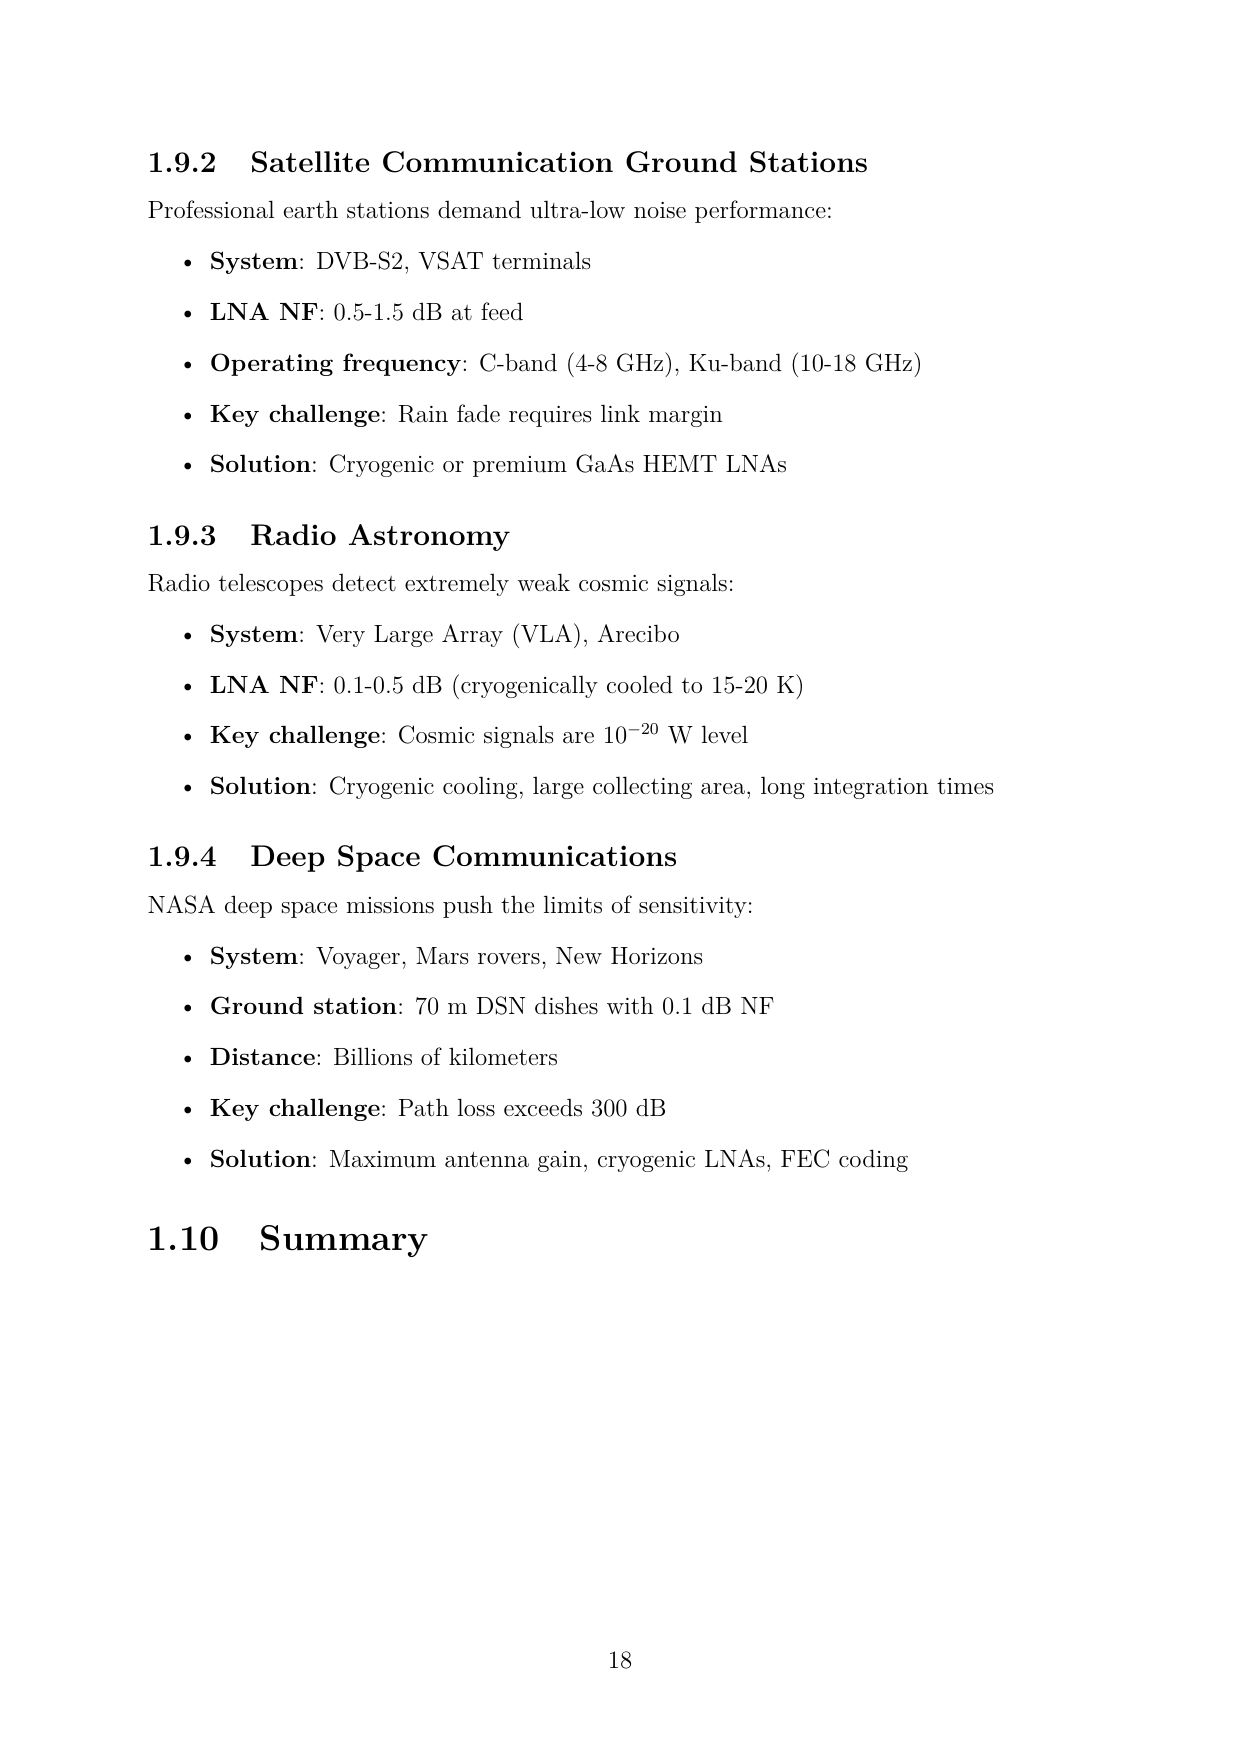 1.9.2 Satellite Communication Ground Stations
Professional earth stations demand ultra-low noise performance:
• System: DVB-S2, VSAT terminals
• LNA NF: 0.5-1.5 dB at feed
• Operating frequency: C-band (4-8 GHz), Ku-band (10-18 GHz)
• Key challenge: Rain fade requires link margin
• Solution: Cryogenic or premium GaAs HEMT LNAs
1.9.3 Radio Astronomy
Radio telescopes detect extremely weak cosmic signals:
• System: Very Large Array (VLA), Arecibo
• LNA NF: 0.1-0.5 dB (cryogenically cooled to 15-20 K)
• Key challenge: Cosmic signals are 10⁻²⁰ W level
• Solution: Cryogenic cooling, large collecting area, long integration times
1.9.4 Deep Space Communications
NASA deep space missions push the limits of sensitivity:
• System: Voyager, Mars rovers, New Horizons
• Ground station: 70 m DSN dishes with 0.1 dB NF
• Distance: Billions of kilometers
• Key challenge: Path loss exceeds 300 dB
• Solution: Maximum antenna gain, cryogenic LNAs, FEC coding
1.10 Summary
18